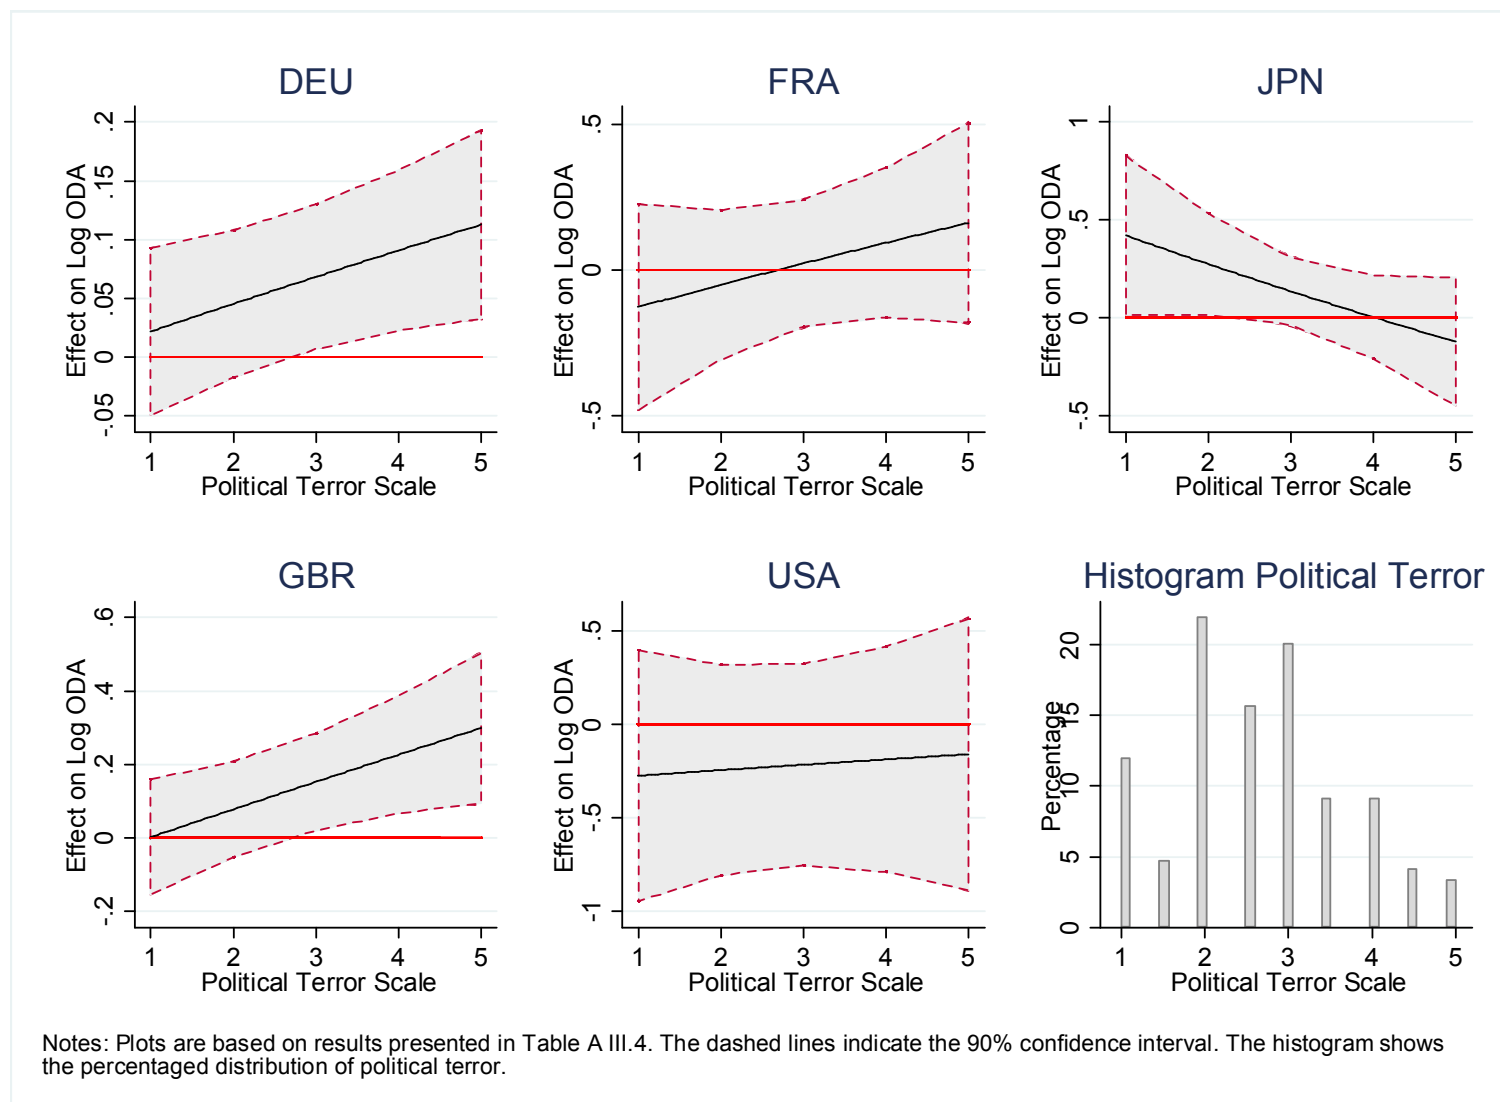 DEU
Effect on Log ODA
.2
.15
.1
.05
0
-.05
1 2 3 4 5
Political Terror Scale
FRA
Effect on Log ODA
.5
0
-.5
1 2 3 4 5
Political Terror Scale
JPN
Effect on Log ODA
1
.5
0
-.5
1 2 3 4 5
Political Terror Scale
GBR
Effect on Log ODA
.6
.4
.2
0
-.2
1 2 3 4 5
Political Terror Scale
USA
Effect on Log ODA
.5
0
-.5
-1
1 2 3 4 5
Political Terror Scale
Histogram Political Terror
Percentage
20
15
10
5
0
1 2 3 4 5
Political Terror Scale
Notes: Plots are based on results presented in Table A III.4. The dashed lines indicate the 90% confidence interval. The histogram shows
the percentaged distribution of political terror.